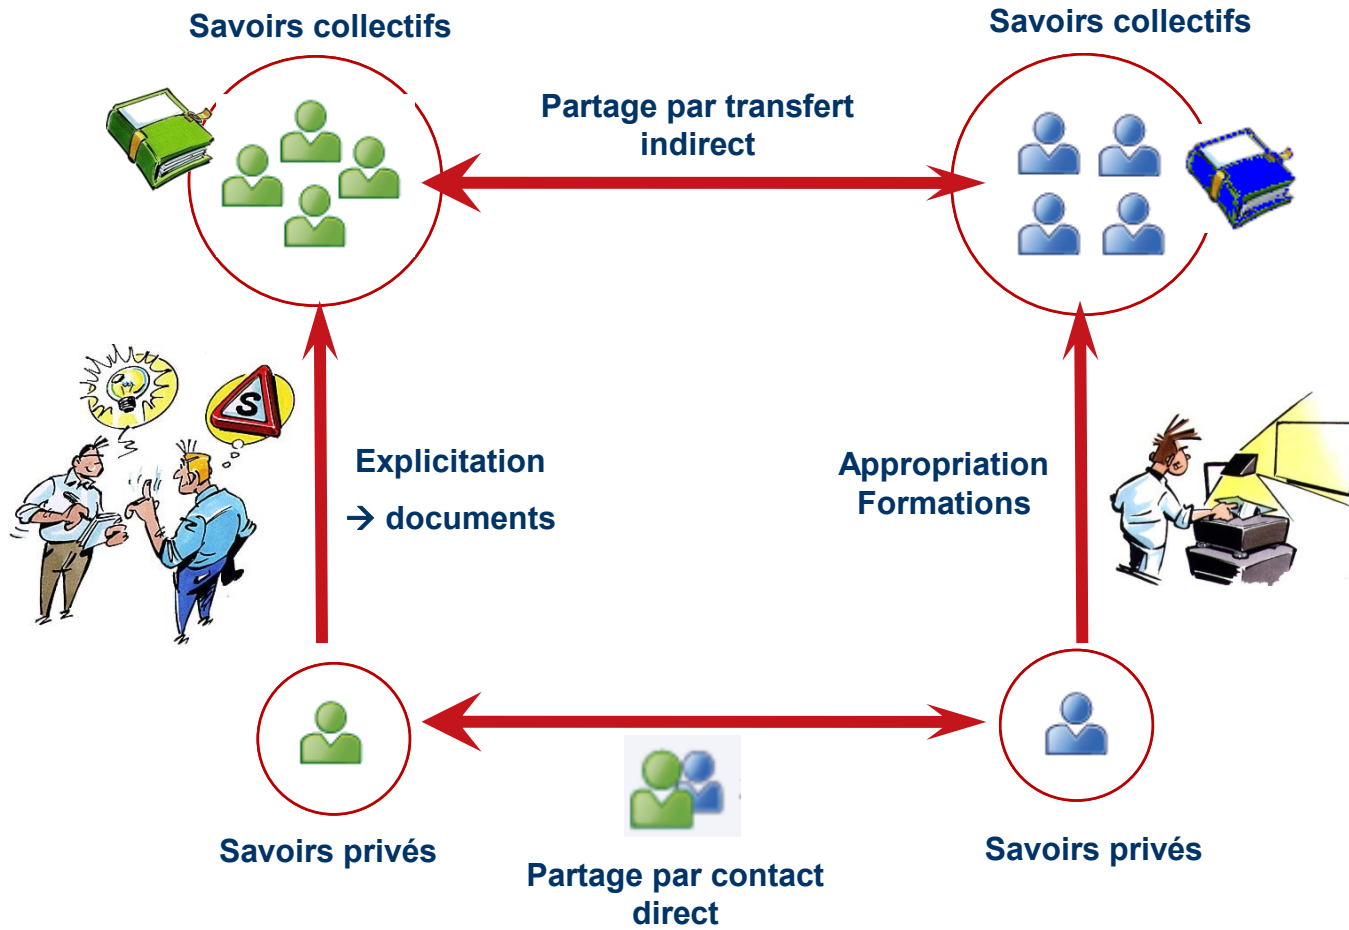 Savoirs collectifs
Savoirs collectifs
Partage par transfert
indirect
S
Explicitation
→ documents
Appropriation
Formations
Savoirs privés
Savoirs privés
Partage par contact
direct